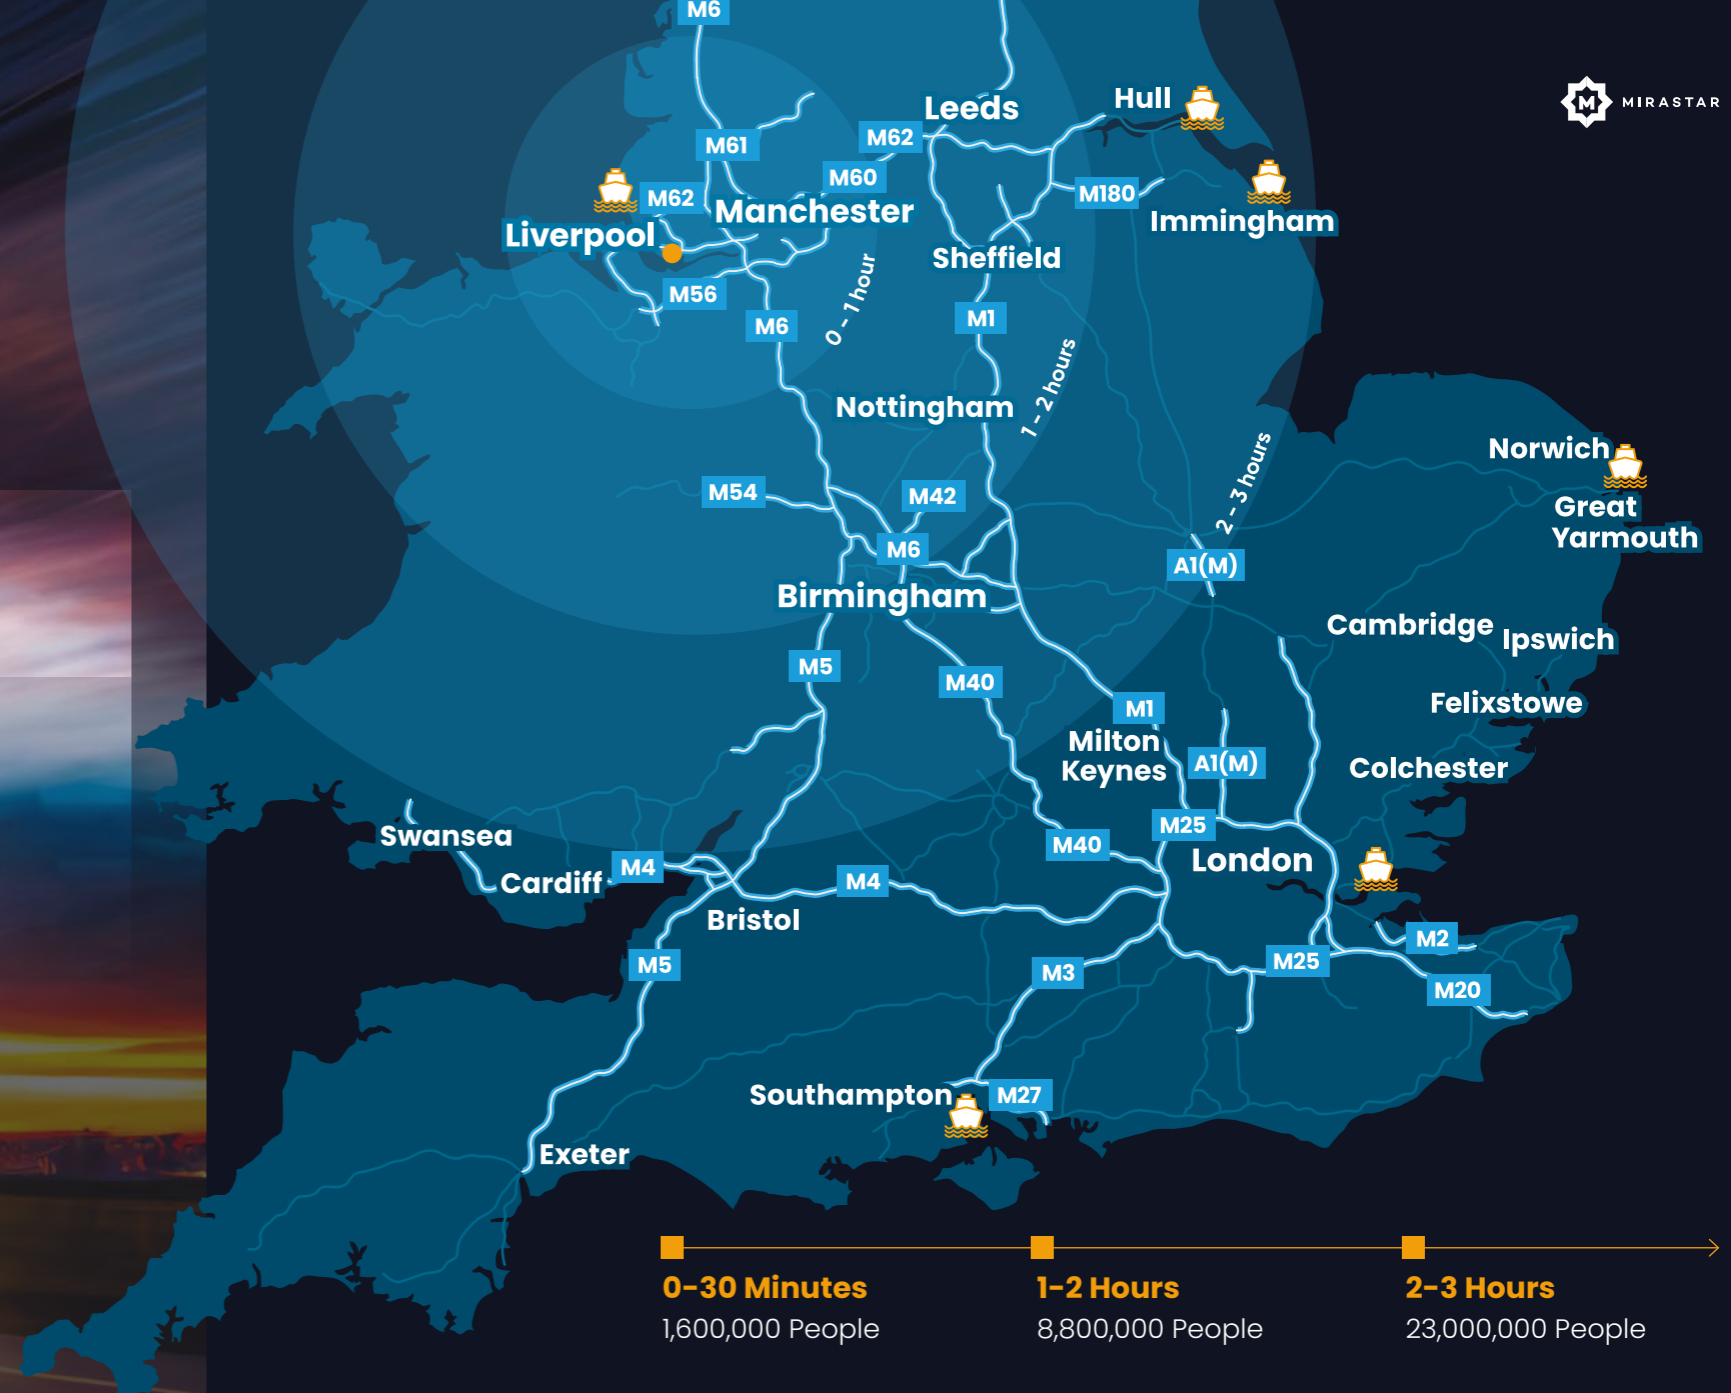 M6
MIRASTAR
Leeds
Hull
M62
M61
M60
M180
M62
Manchester
Immingham
Liverpool
Sheffield
M56
0 – 1 hour
M6
M1
1 – 2 hours
Nottingham
2 – 3 hours
Norwich
Great
Yarmouth
M54
M42
M6
A1(M)
Birmingham
Cambridge
Ipswich
M5
M40
M1
Felixstowe
Milton
Keynes
A1(M)
Colchester
M25
Swansea
M40
London
Cardiff
M4
M4
Bristol
M2
M5
M3
M25
M20
Southampton
M27
Exeter
0-30 Minutes
1,600,000 People
1-2 Hours
8,800,000 People
2-3 Hours
23,000,000 People